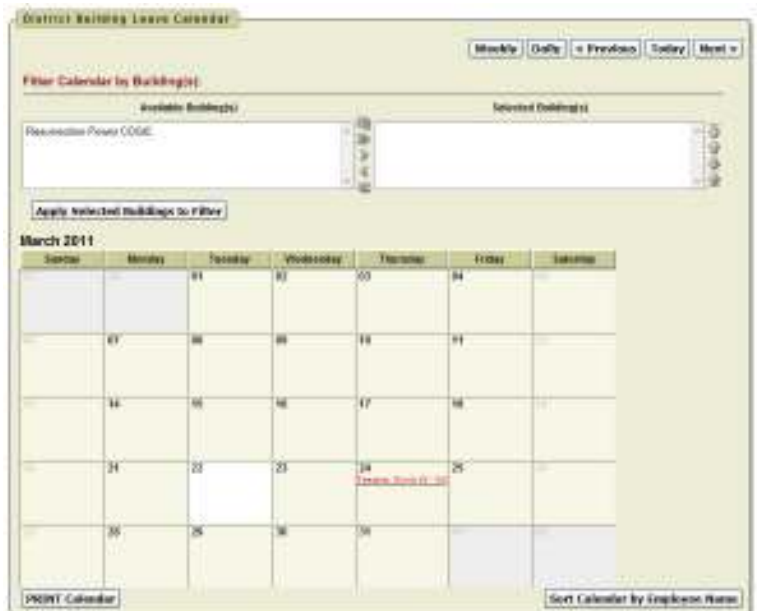 District Building Leave Calendar
Weekly Daily < Previous Today Next >
Filter Calendar by Building(s):
Available Building(s) Selected Building(s)
Resurrection Power COGIC
Apply Selected Buildings to Filter
March 2011
Sunday Monday Tuesday Wednesday Thursday Friday Saturday
01 02 03 04
07 08 09 10 11
14 15 16 17 18
21 22 23 24 25
28 29 30 31
PRINT Calendar Sort Calendar by Employee Name